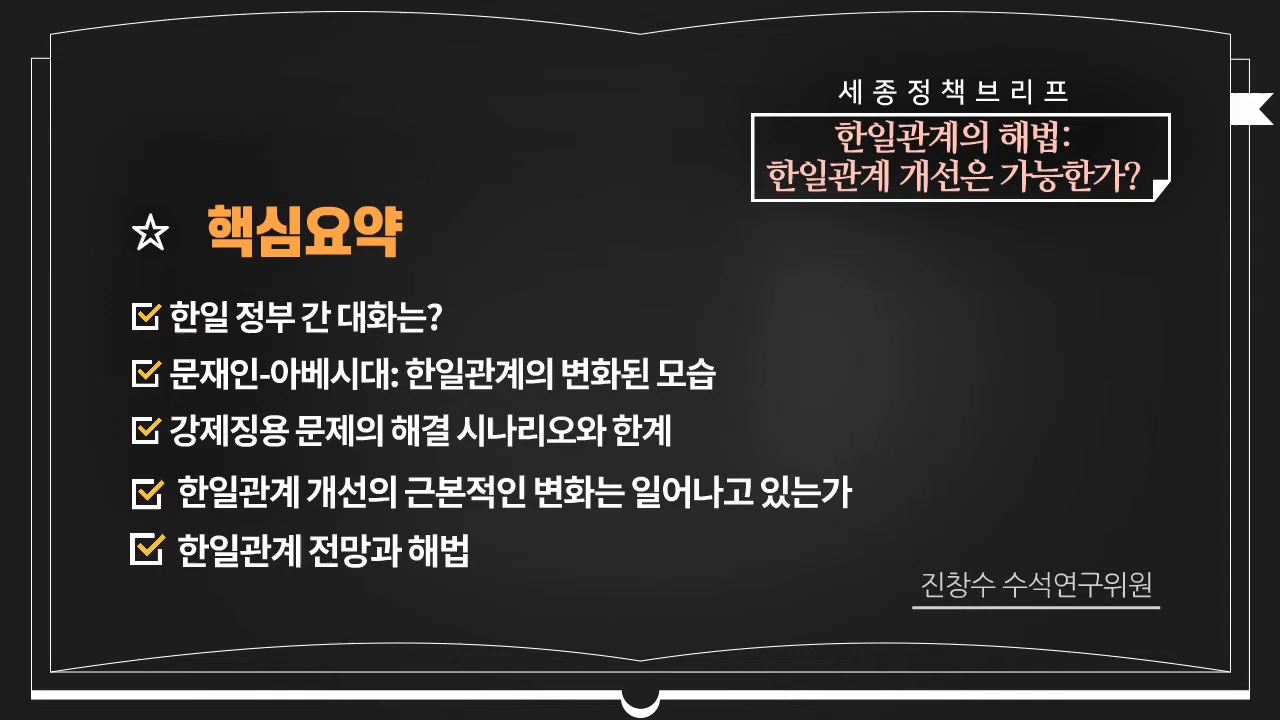 세종정책브리프
한일관계의 해법:
한일관계 개선은 가능한가?
핵심요약
한일 정부 간 대화는?
문재인-아베시대: 한일관계의 변화된 모습
강제징용 문제의 해결 시나리오와 한계
한일관계 개선의 근본적인 변화는 일어나고 있는가
한일관계 전망과 해법
진창수 수석연구위원